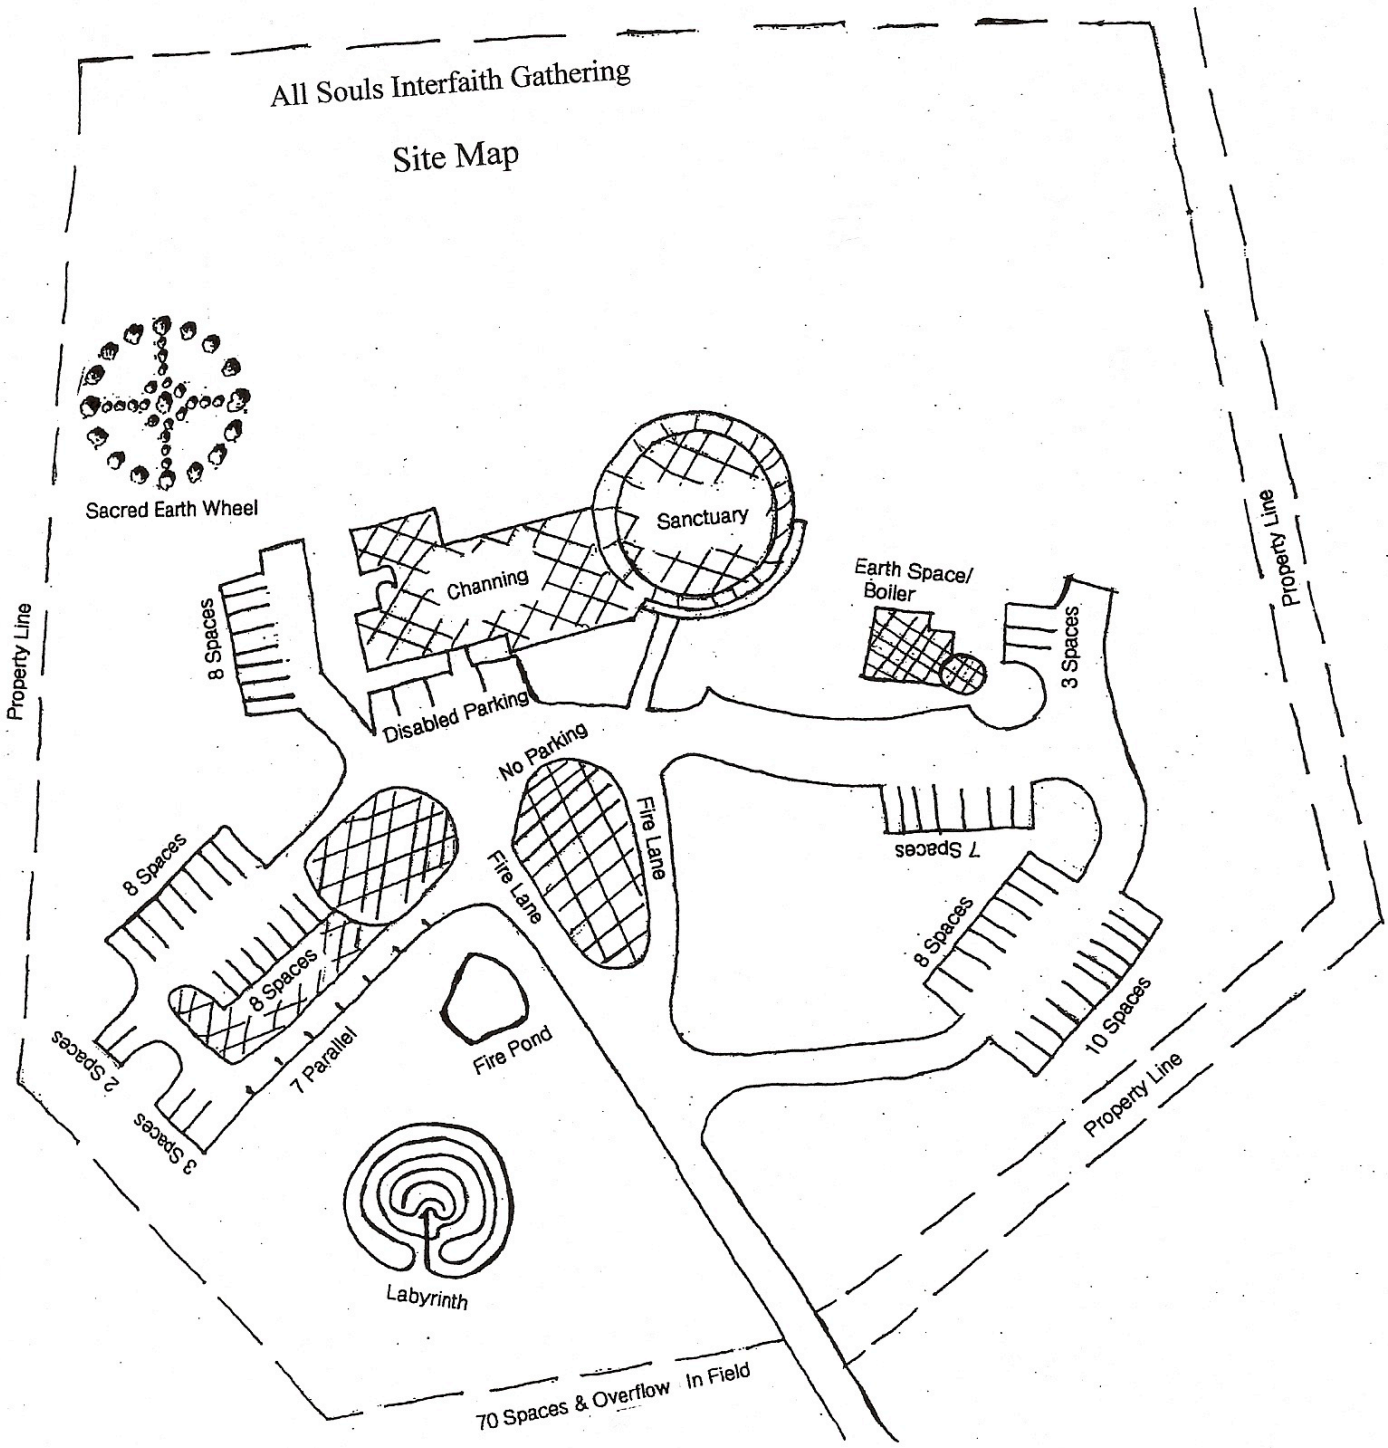 All Souls Interfaith Gathering
Site Map
Sacred Earth Wheel
Sanctuary
Channing
Earth Space/
Boiler
Property Line
Property Line
Property Line
8 Spaces
3 Spaces
Disabled Parking
No Parking
Fire Lane
Fire Lane
7 Spaces
8 Spaces
8 Spaces
8 Spaces
10 Spaces
2 Spaces
7 Parallel
Fire Pond
3 Spaces
Property Line
Labyrinth
70 Spaces & Overflow In Field